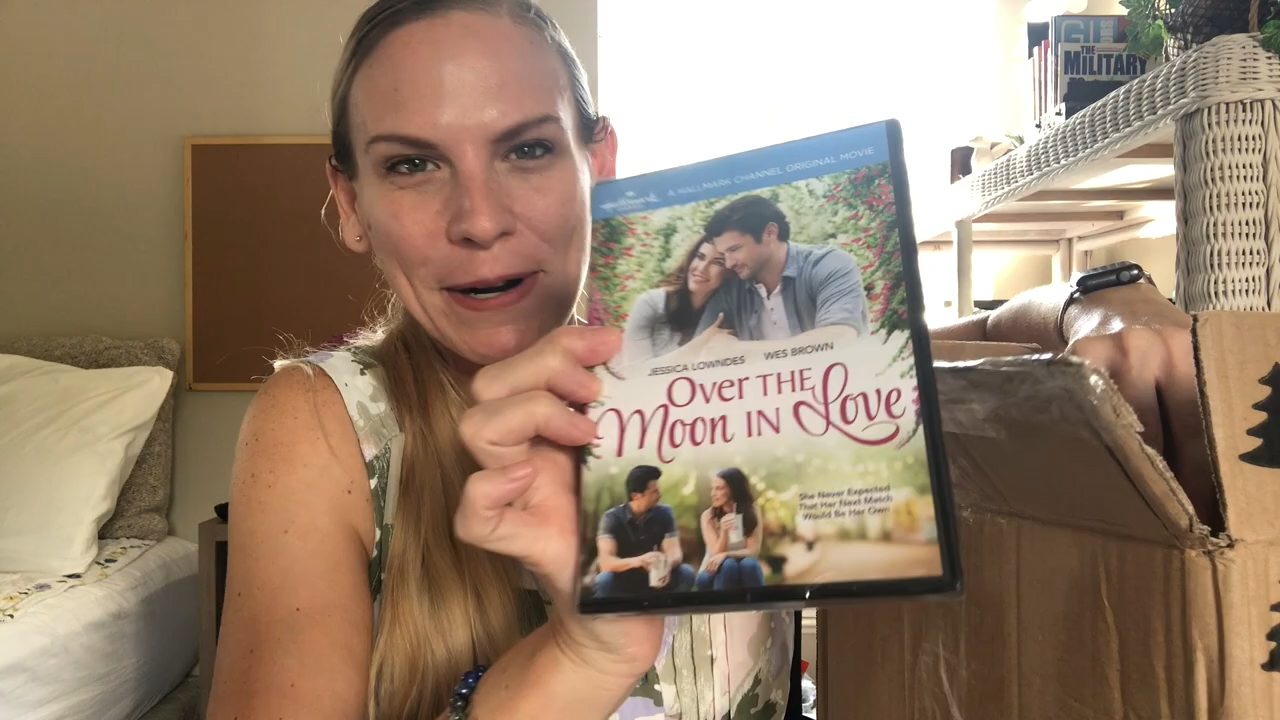 A HALLMARK CHANNEL ORIGINAL MOVIE
JESSICA LOWNDES WES BROWN
OVER THE
Moon IN Love
She Never Expected
That Her Next Match
Would Be Her Own
THE
MILITARY